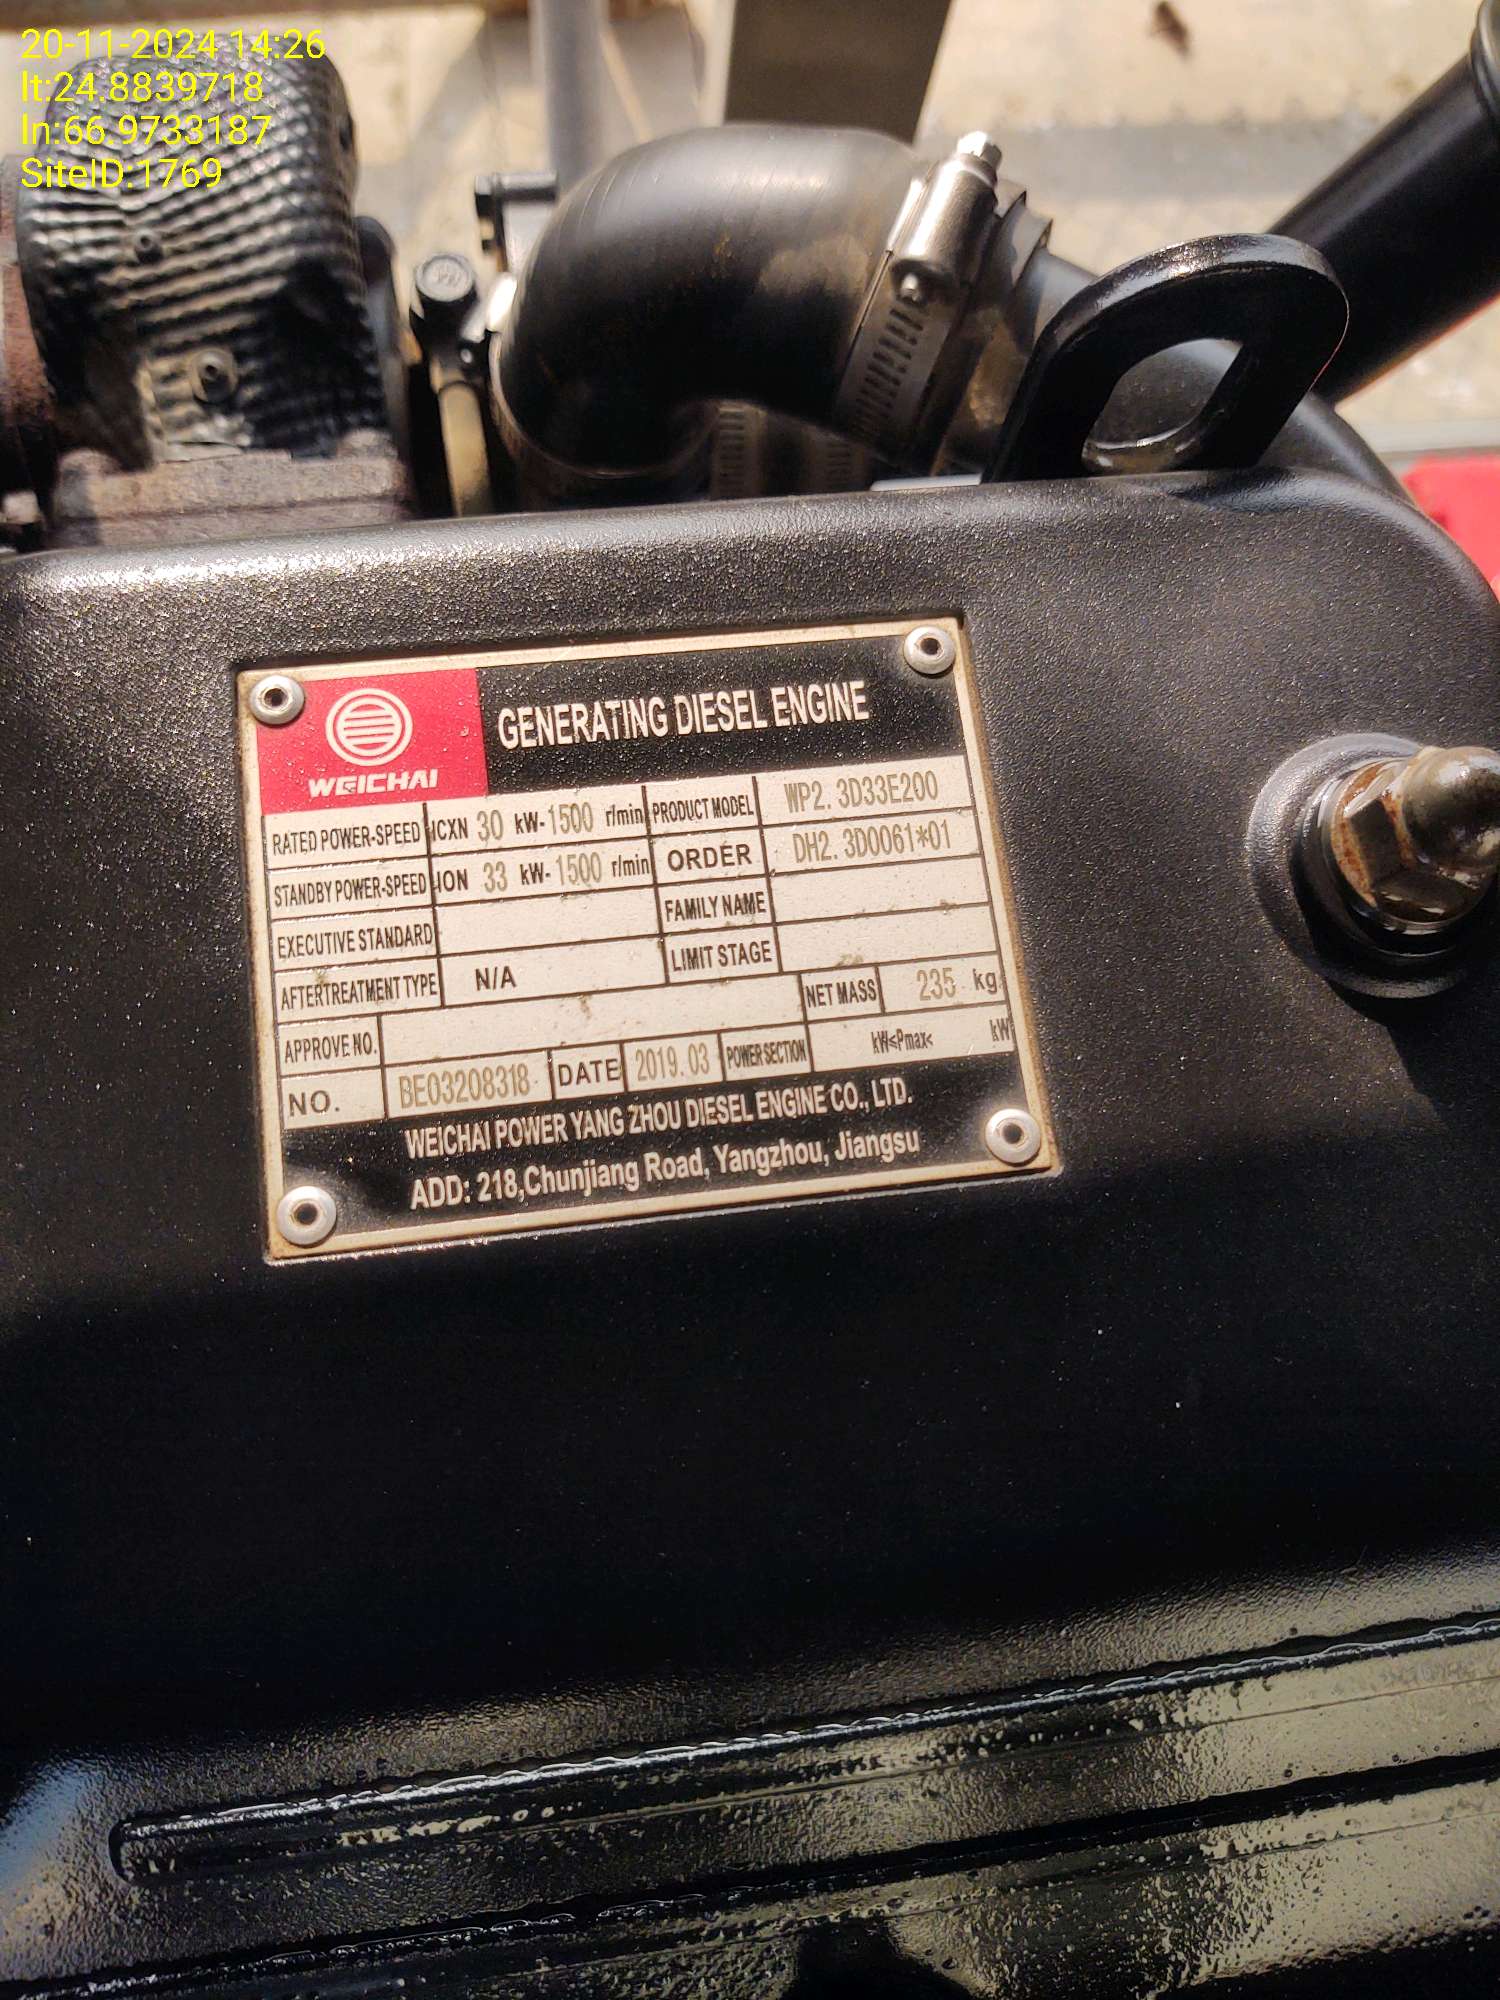 20-11-2024 14:26
lt:24.8839718
ln:66.9733187
SiteID:1769
WEICHAI
GENERATING DIESEL ENGINE
RATED POWER-SPEED ICXN 30 kW-1500 r/min PRODUCT MODEL WP2.3D33E200
STANDBY POWER-SPEED ION 33 kW-1500 r/min ORDER DH2.3D0061*01
EXECUTIVE STANDARD FAMILY NAME
AFTERTREATMENT TYPE N/A LIMIT STAGE
APPROVE NO. NET MASS 235 kg
NO. BE03208318 DATE 2019.03 POWER SECTION kW<Pmax< kW
WEICHAI POWER YANG ZHOU DIESEL ENGINE CO., LTD.
ADD: 218,Chunjiang Road, Yangzhou, Jiangsu